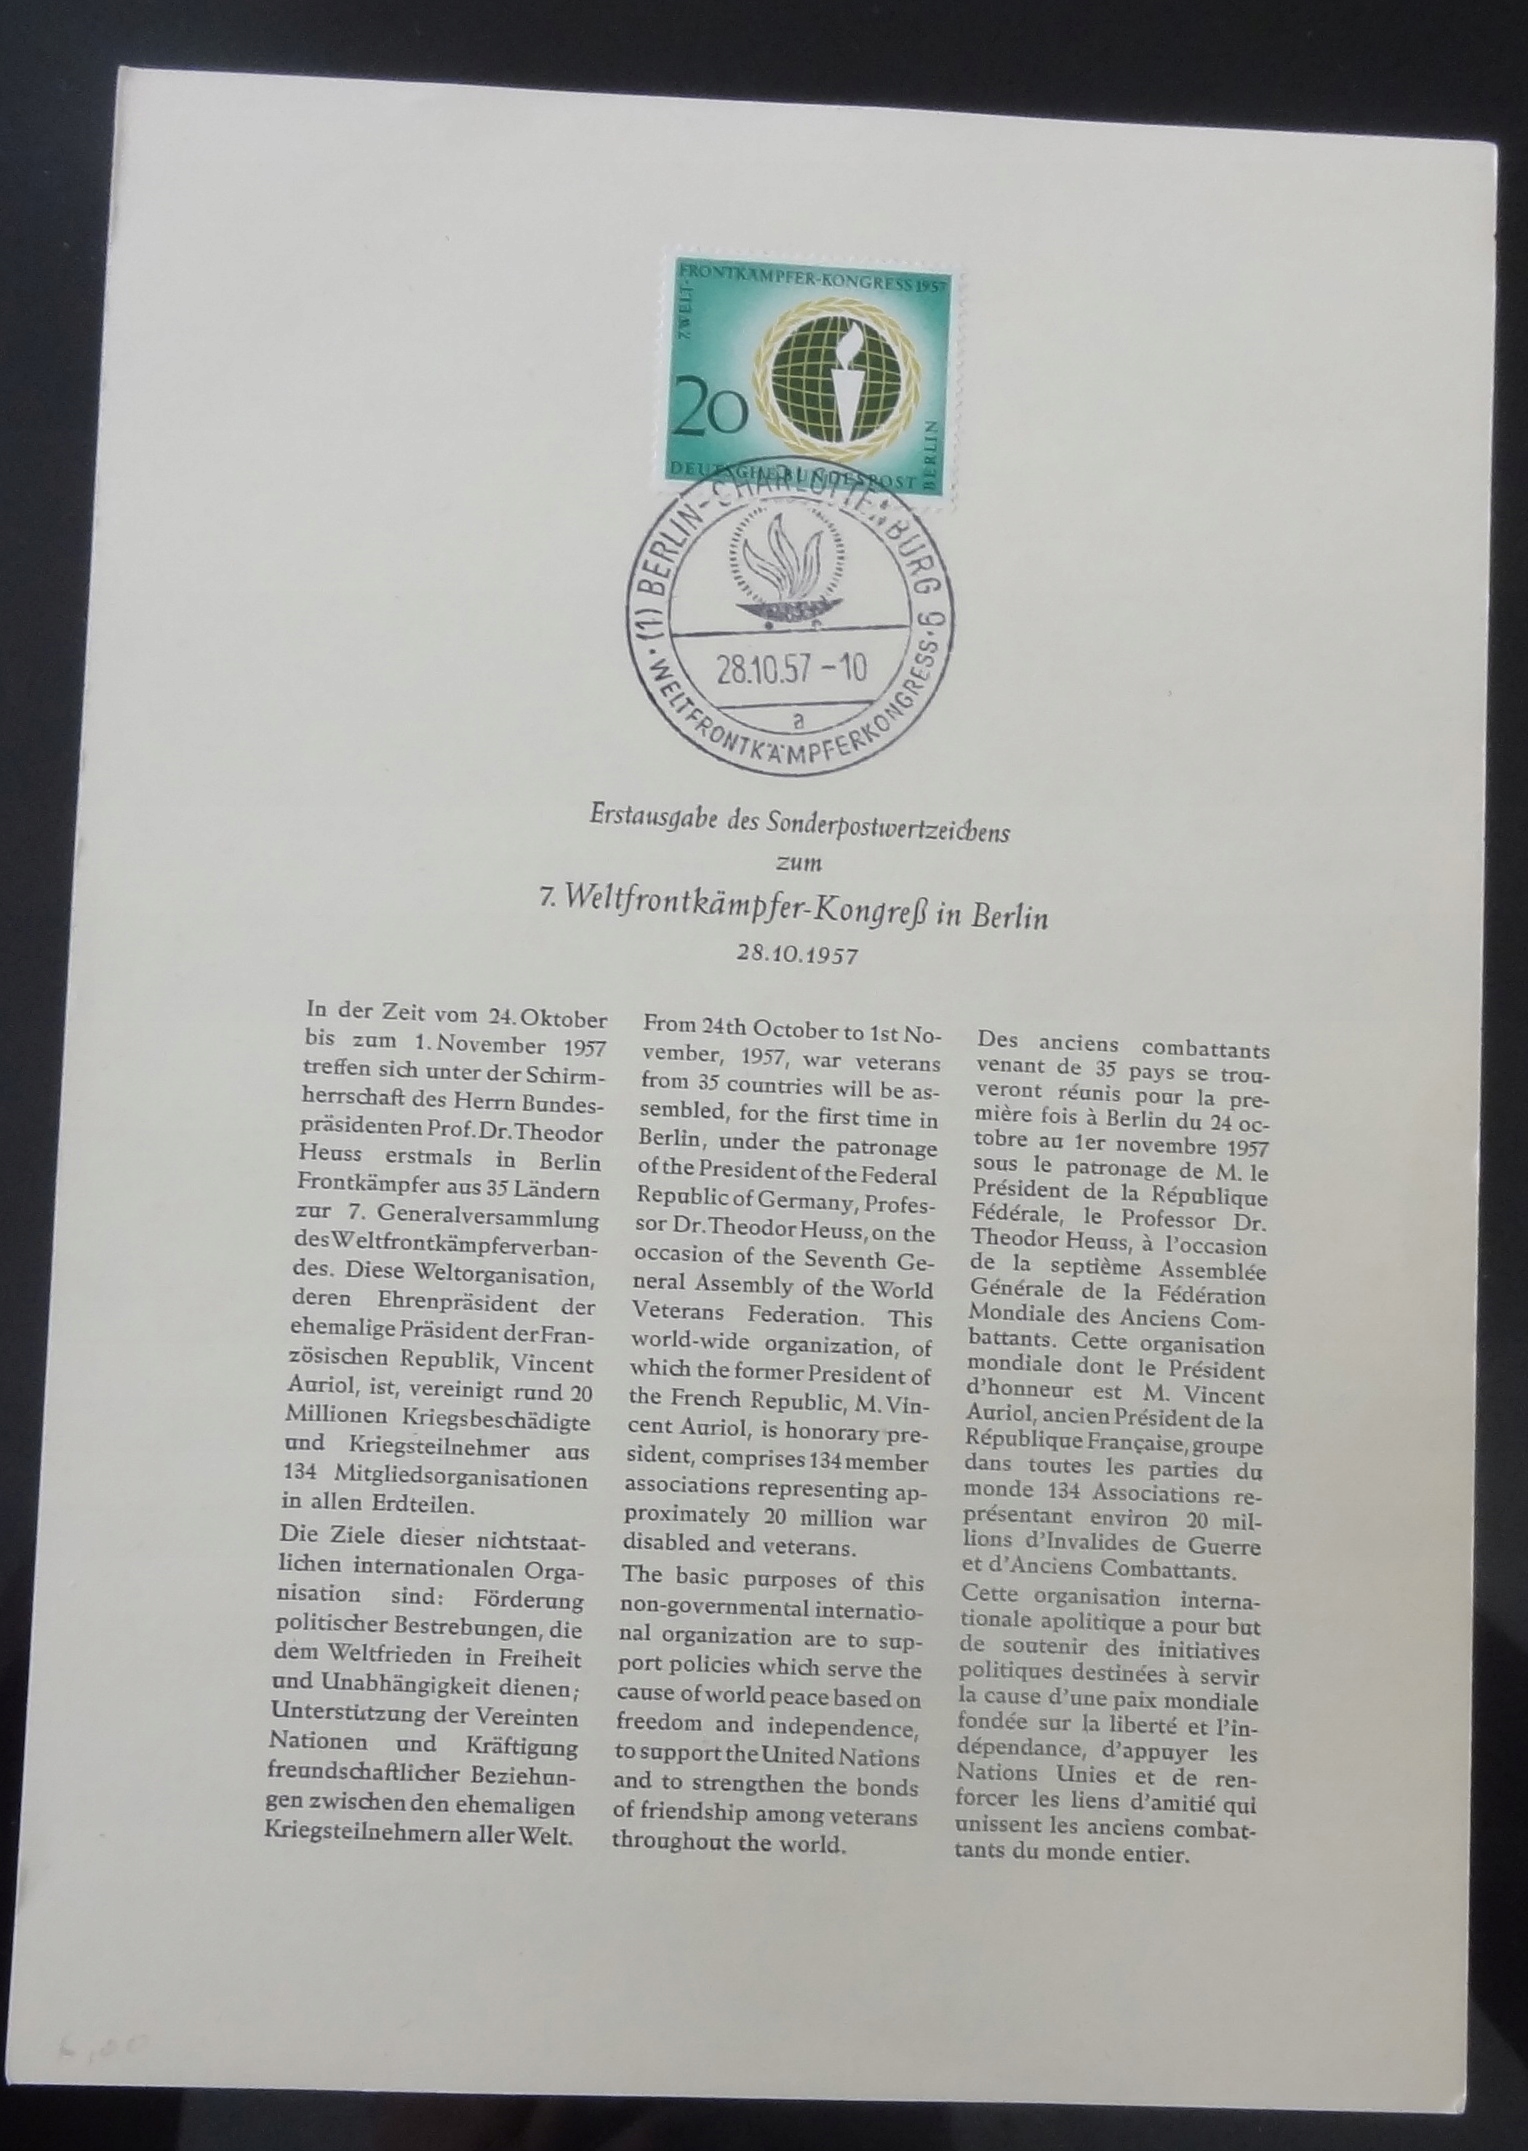 FRONTKÄMPFER-KONGRESS 1957
7. WELT-
20
BERLIN
DEUTSCHE BUNDESPOST
(1) BERLIN-CHARLOTTENBURG 9
28.10.57 –10
a
WELTFRONTKÄMPFERKONGRESS
Erstausgabe des Sonderpostwertzeichens
zum
7. Weltfrontkämpfer-Kongreß in Berlin
28.10.1957
In der Zeit vom 24. Oktober
bis zum 1. November 1957
treffen sich unter der Schirm-
herrschaft des Herrn Bundes-
präsidenten Prof. Dr. Theodor
Heuss erstmals in Berlin
Frontkämpfer aus 35 Ländern
zur 7. Generalversammlung
des Weltfrontkämpferverban-
des. Diese Weltorganisation,
deren Ehrenpräsident der
ehemalige Präsident der Fran-
zösischen Republik, Vincent
Auriol, ist, vereinigt rund 20
Millionen Kriegsbeschädigte
und Kriegsteilnehmer aus
134 Mitgliedsorganisationen
in allen Erdteilen.
Die Ziele dieser nichtstaat-
lichen internationalen Orga-
nisation sind: Förderung
politischer Bestrebungen, die
dem Weltfrieden in Freiheit
und Unabhängigkeit dienen;
Unterstützung der Vereinten
Nationen und Kräftigung
freundschaftlicher Beziehun-
gen zwischen den ehemaligen
Kriegsteilnehmern aller Welt.
From 24th October to 1st No-
vember, 1957, war veterans
from 35 countries will be as-
sembled, for the first time in
Berlin, under the patronage
of the President of the Federal
Republic of Germany, Profes-
sor Dr. Theodor Heuss, on the
occasion of the Seventh Ge-
neral Assembly of the World
Veterans Federation. This
world-wide organization, of
which the former President of
the French Republic, M. Vin-
cent Auriol, is honorary pre-
sident, comprises 134 member
associations representing ap-
proximately 20 million war
disabled and veterans.
The basic purposes of this
non-governmental internatio-
nal organization are to sup-
port policies which serve the
cause of world peace based on
freedom and independence,
to support the United Nations
and to strengthen the bonds
of friendship among veterans
throughout the world.
Des anciens combattants
venant de 35 pays se trou-
veront réunis pour la pre-
mière fois à Berlin du 24 oc-
tobre au 1er novembre 1957
sous le patronage de M. le
Président de la République
Fédérale, le Professor Dr.
Theodor Heuss, à l'occasion
de la septième Assemblée
Générale de la Fédération
Mondiale des Anciens Com-
battants. Cette organisation
mondiale dont le Président
d'honneur est M. Vincent
Auriol, ancien Président de la
République Française, groupe
dans toutes les parties du
monde 134 Associations re-
présentant environ 20 mil-
lions d'Invalides de Guerre
et d'Anciens Combattants.
Cette organisation interna-
tionale apolitique a pour but
de soutenir des initiatives
politiques destinées à servir
la cause d'une paix mondiale
fondée sur la liberté et l'in-
dépendance, d'appuyer les
Nations Unies et de ren-
forcer les liens d'amitié qui
unissent les anciens combat-
tants du monde entier.